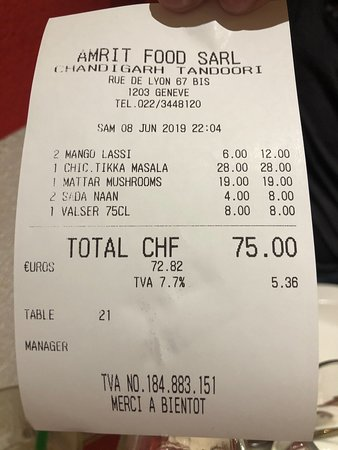 AMRIT FOOD SARL
CHANDIGARH TANDOORI
RUE DE LYON 67 BIS
1203 GENEVE
TEL.022/3448120
SAM 08 JUN 2019 22:04
2 MANGO LASSI 6.00 12.00
1 CHIC.TIKKA MASALA 28.00 28.00
1 MATTAR MUSHROOMS 19.00 19.00
2 SADA NAAN 4.00 8.00
1 VALSER 75CL 8.00 8.00
TOTAL CHF 75.00
€UROS 72.82
TVA 7.7% 5.36
TABLE 21
MANAGER
TVA NO.184.883.151
MERCI A BIENTOT